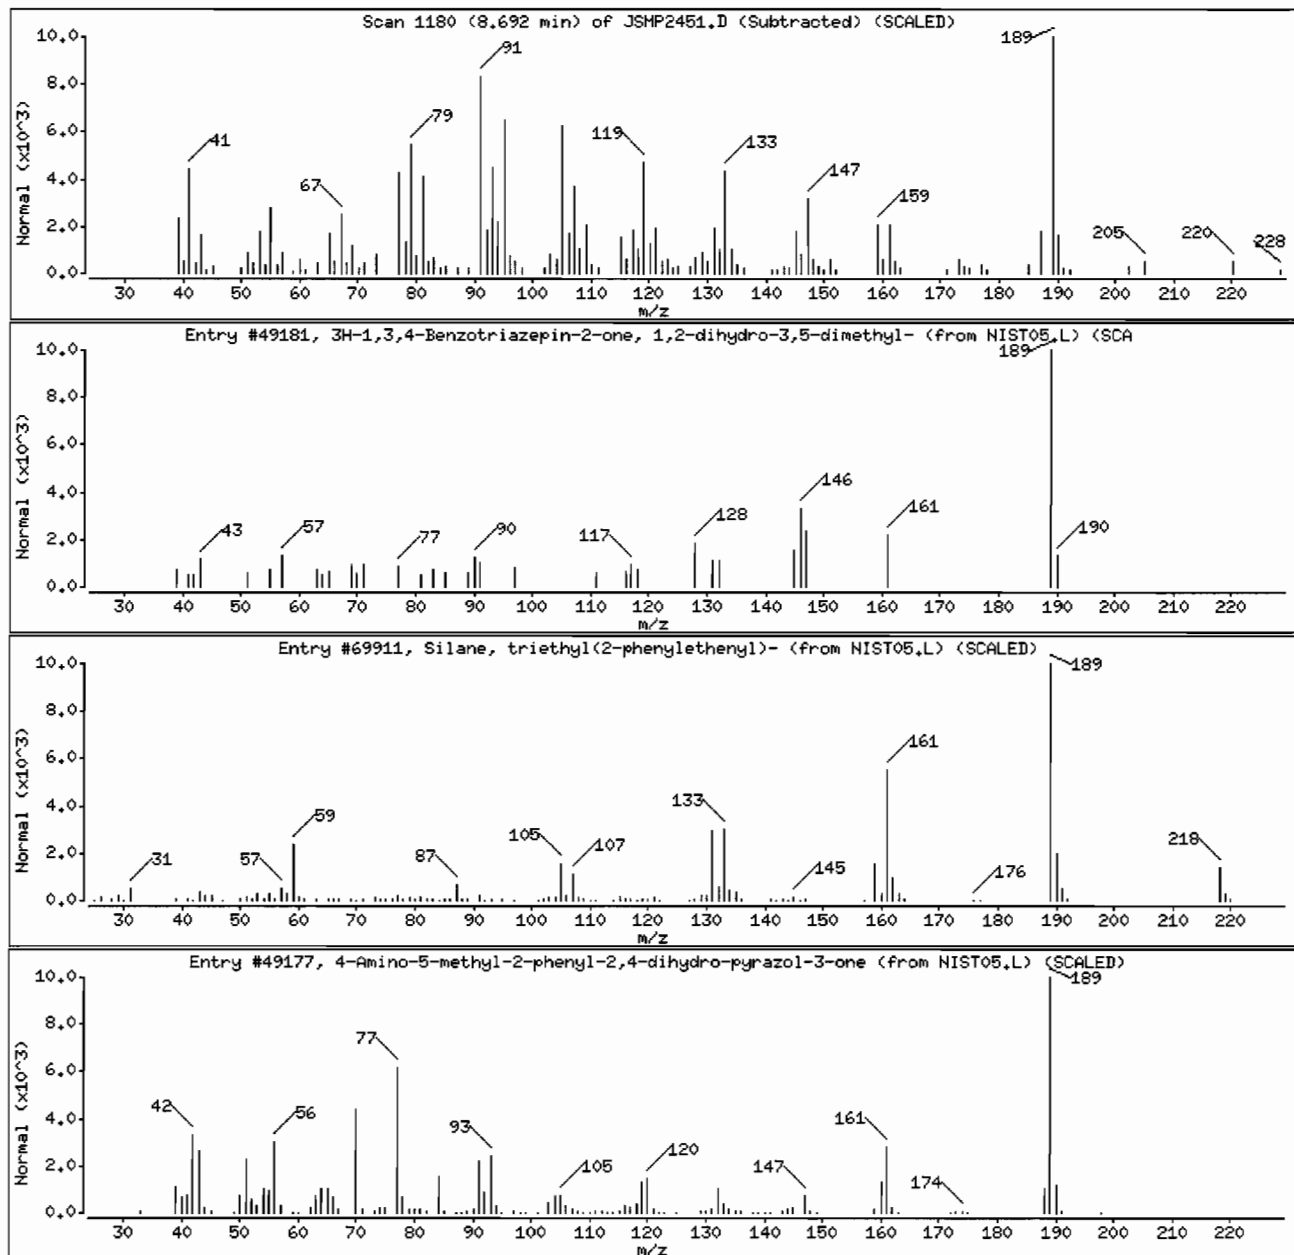 Scan 1180 (8.692 min) of JSMP2451.D (Subtracted) (SCALED)
10.0
8.0
6.0
4.0
2.0
0.0
Normal (x10^3)
41 67 79 91 119 133 147 159 189 205 220 228
30 40 50 60 70 80 90 100 110 120 130 140 150 160 170 180 190 200 210 220
m/z
Entry #49181, 3H-1,3,4-Benzotriazepin-2-one, 1,2-dihydro-3,5-dimethyl- (from NIST05.L) (SCA
10.0
8.0
6.0
4.0
2.0
0.0
Normal (x10^3)
43 57 77 90 117 128 146 161 189 190
30 40 50 60 70 80 90 100 110 120 130 140 150 160 170 180 190 200 210 220
m/z
Entry #69911, Silane, triethyl(2-phenylethenyl)- (from NIST05.L) (SCALED)
10.0
8.0
6.0
4.0
2.0
0.0
Normal (x10^3)
31 57 59 87 105 107 133 145 161 176 189 218
30 40 50 60 70 80 90 100 110 120 130 140 150 160 170 180 190 200 210 220
m/z
Entry #49177, 4-Amino-5-methyl-2-phenyl-2,4-dihydro-pyrazol-3-one (from NIST05.L) (SCALED)
10.0
8.0
6.0
4.0
2.0
0.0
Normal (x10^3)
42 56 77 93 105 120 147 161 174 189
30 40 50 60 70 80 90 100 110 120 130 140 150 160 170 180 190 200 210 220
m/z